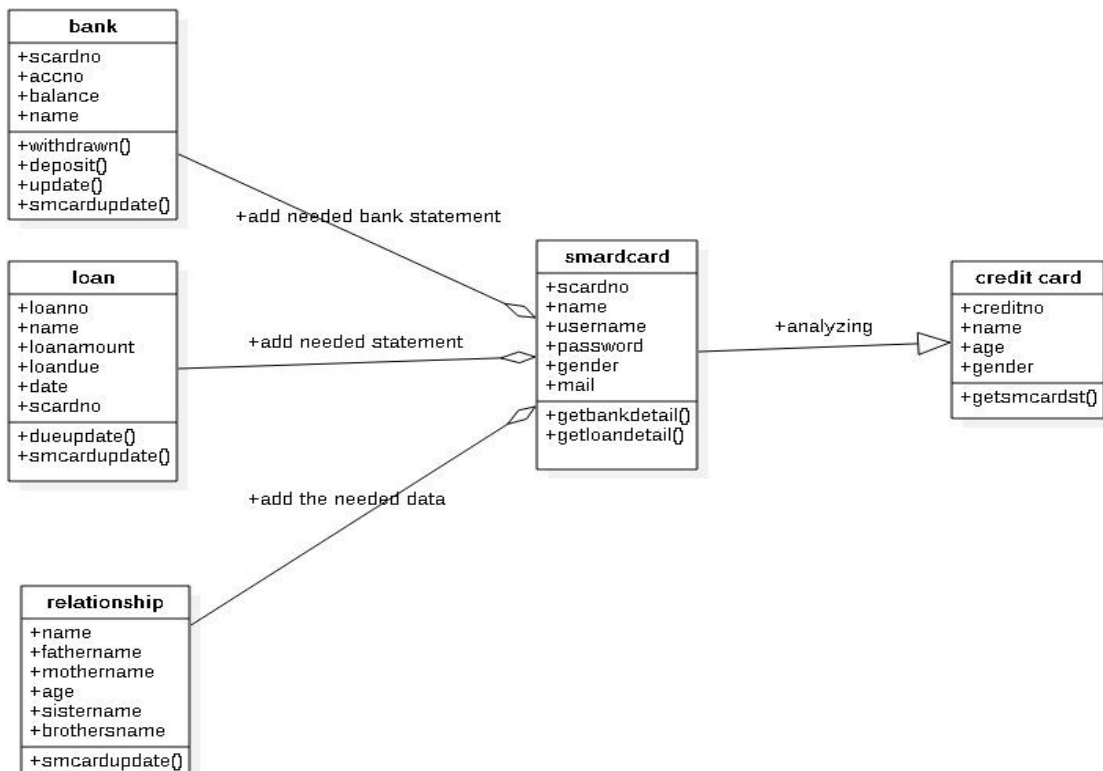 bank
+scardno
+accno
+balance
+name
+withdrawn()
+deposit()
+update()
+smcardupdate()
+add needed bank statement
loan
+loanno
+name
+loanamount
+loandue
+date
+scardno
+dueupdate()
+smcardupdate()
+add needed statement
relationship
+name
+fathername
+mothername
+age
+sistername
+brothersname
+smcardupdate()
+add the needed data
smardcard
+scardno
+name
+username
+password
+gender
+mail
+getbankdetail()
+getloandetail()
+analyzing
credit card
+creditno
+name
+age
+gender
+getsmcardst()